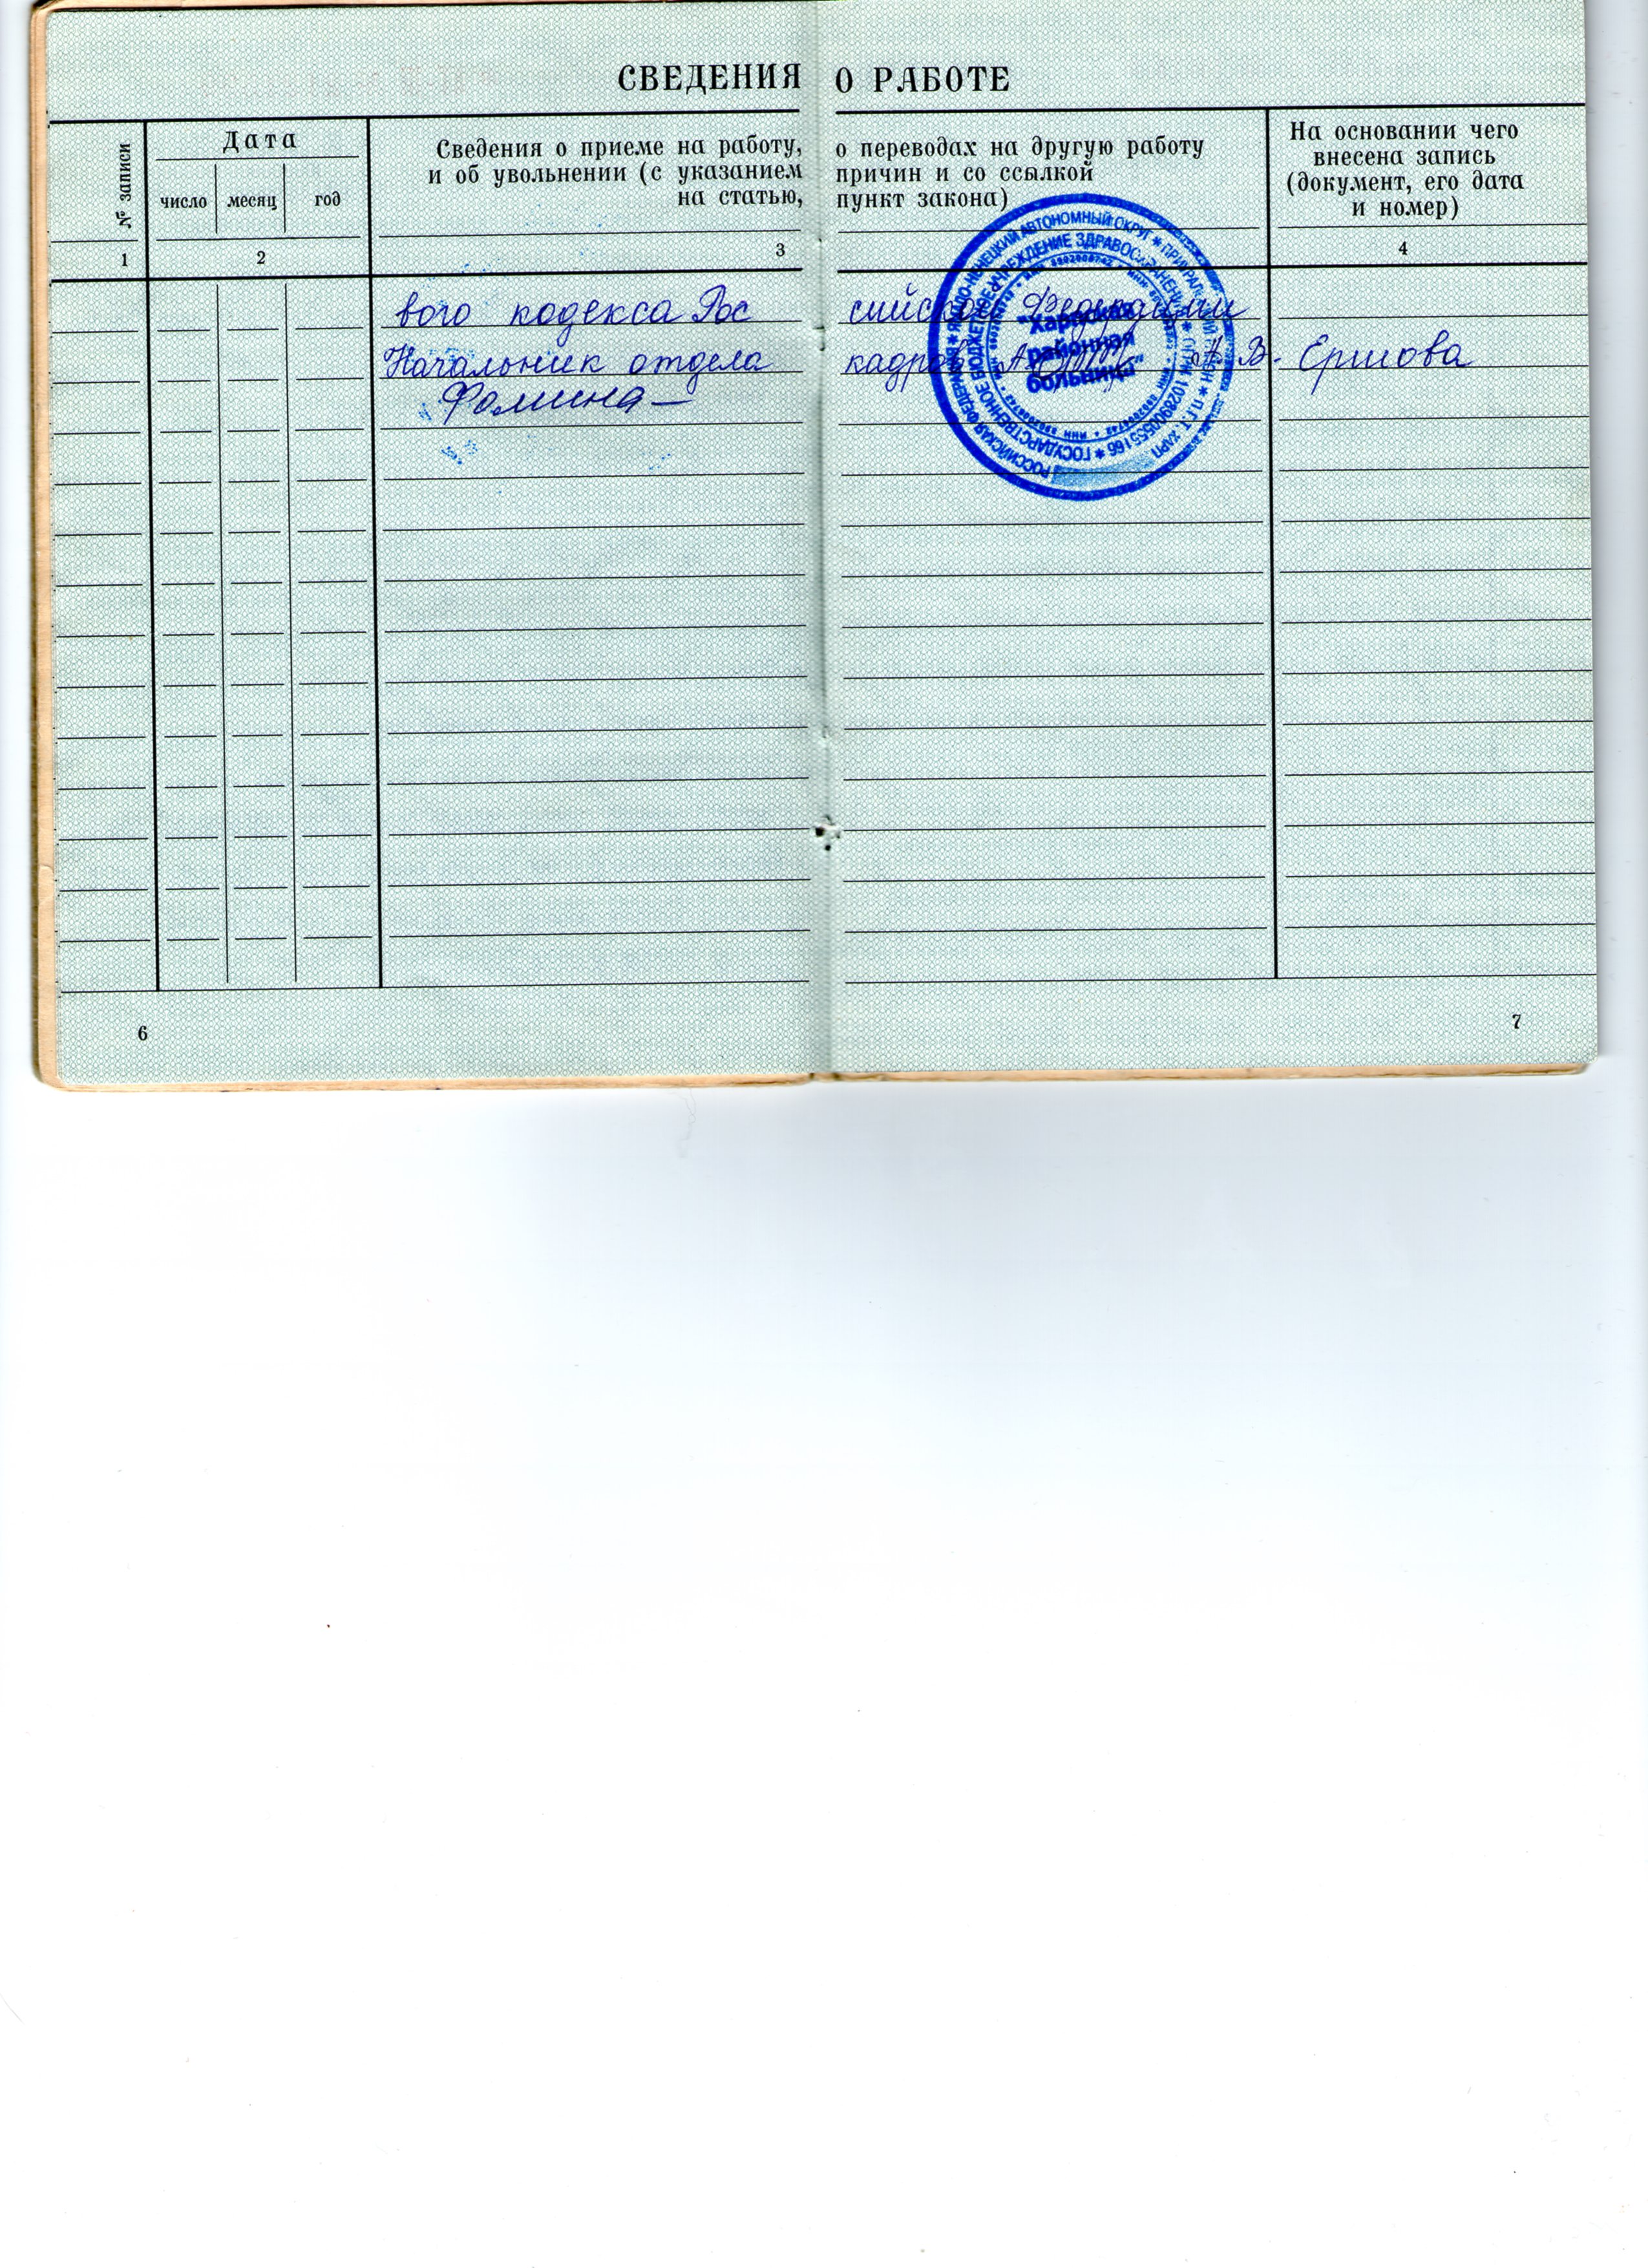 СВЕДЕНИЯ О РАБОТЕ
№ записи
Дата
число месяц год
Сведения о приеме на работу, о переводах на другую работу
и об увольнении (с указанием причин и со ссылкой
на статью, пункт закона)
На основании чего
внесена запись
(документ, его дата
и номер)
1 2 3 4
вого кодекса Рос сийской Федерации
Начальник отдела кадров А. В. Ершова
Фомина
РОССИЙСКАЯ ФЕДЕРАЦИЯ * ЯМАЛО-НЕНЕЦКИЙ АВТОНОМНЫЙ ОКРУГ * ПРИУРАЛЬСКИЙ РАЙОН * П.Г.Т. ХАРП
ГОСУДАРСТВЕННОЕ БЮДЖЕТНОЕ УЧРЕЖДЕНИЕ ЗДРАВООХРАНЕНИЯ * ОГРН 1028900555166 *
"Харпская
районная
больница"
6 7